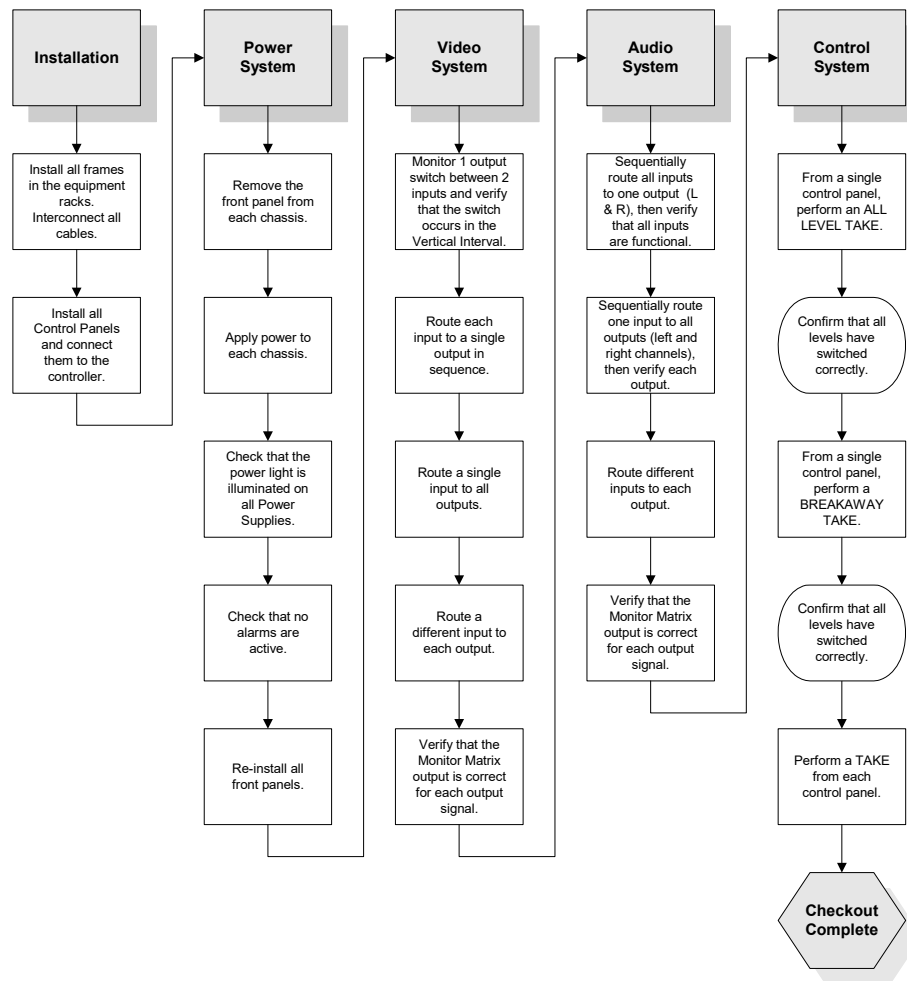 Installation
Install all frames
in the equipment
racks.
Interconnect all
cables.
Install all
Control Panels
and connect
them to the
controller.
Power
System
Remove the
front panel from
each chassis.
Apply power to
each chassis.
Check that the
power light is
illuminated on
all Power
Supplies.
Check that no
alarms are
active.
Re-install all
front panels.
Video
System
Monitor 1 output
switch between 2
inputs and verify
that the switch
occurs in the
Vertical Interval.
Route each
input to a single
output in
sequence.
Route a single
input to all
outputs.
Route a
different input to
each output.
Verify that the
Monitor Matrix
output is correct
for each output
signal.
Audio
System
Sequentially
route all inputs
to one output (L
& R), then verify
that all inputs
are functional.
Sequentially route
one input to all
outputs (left and
right channels),
then verify each
output.
Route different
inputs to each
output.
Verify that the
Monitor Matrix
output is correct
for each output
signal.
Control
System
From a single
control panel,
perform an ALL
LEVEL TAKE.
Confirm that all
levels have
switched
correctly.
From a single
control panel,
perform a
BREAKAWAY
TAKE.
Confirm that all
levels have
switched
correctly.
Perform a TAKE
from each
control panel.
Checkout
Complete